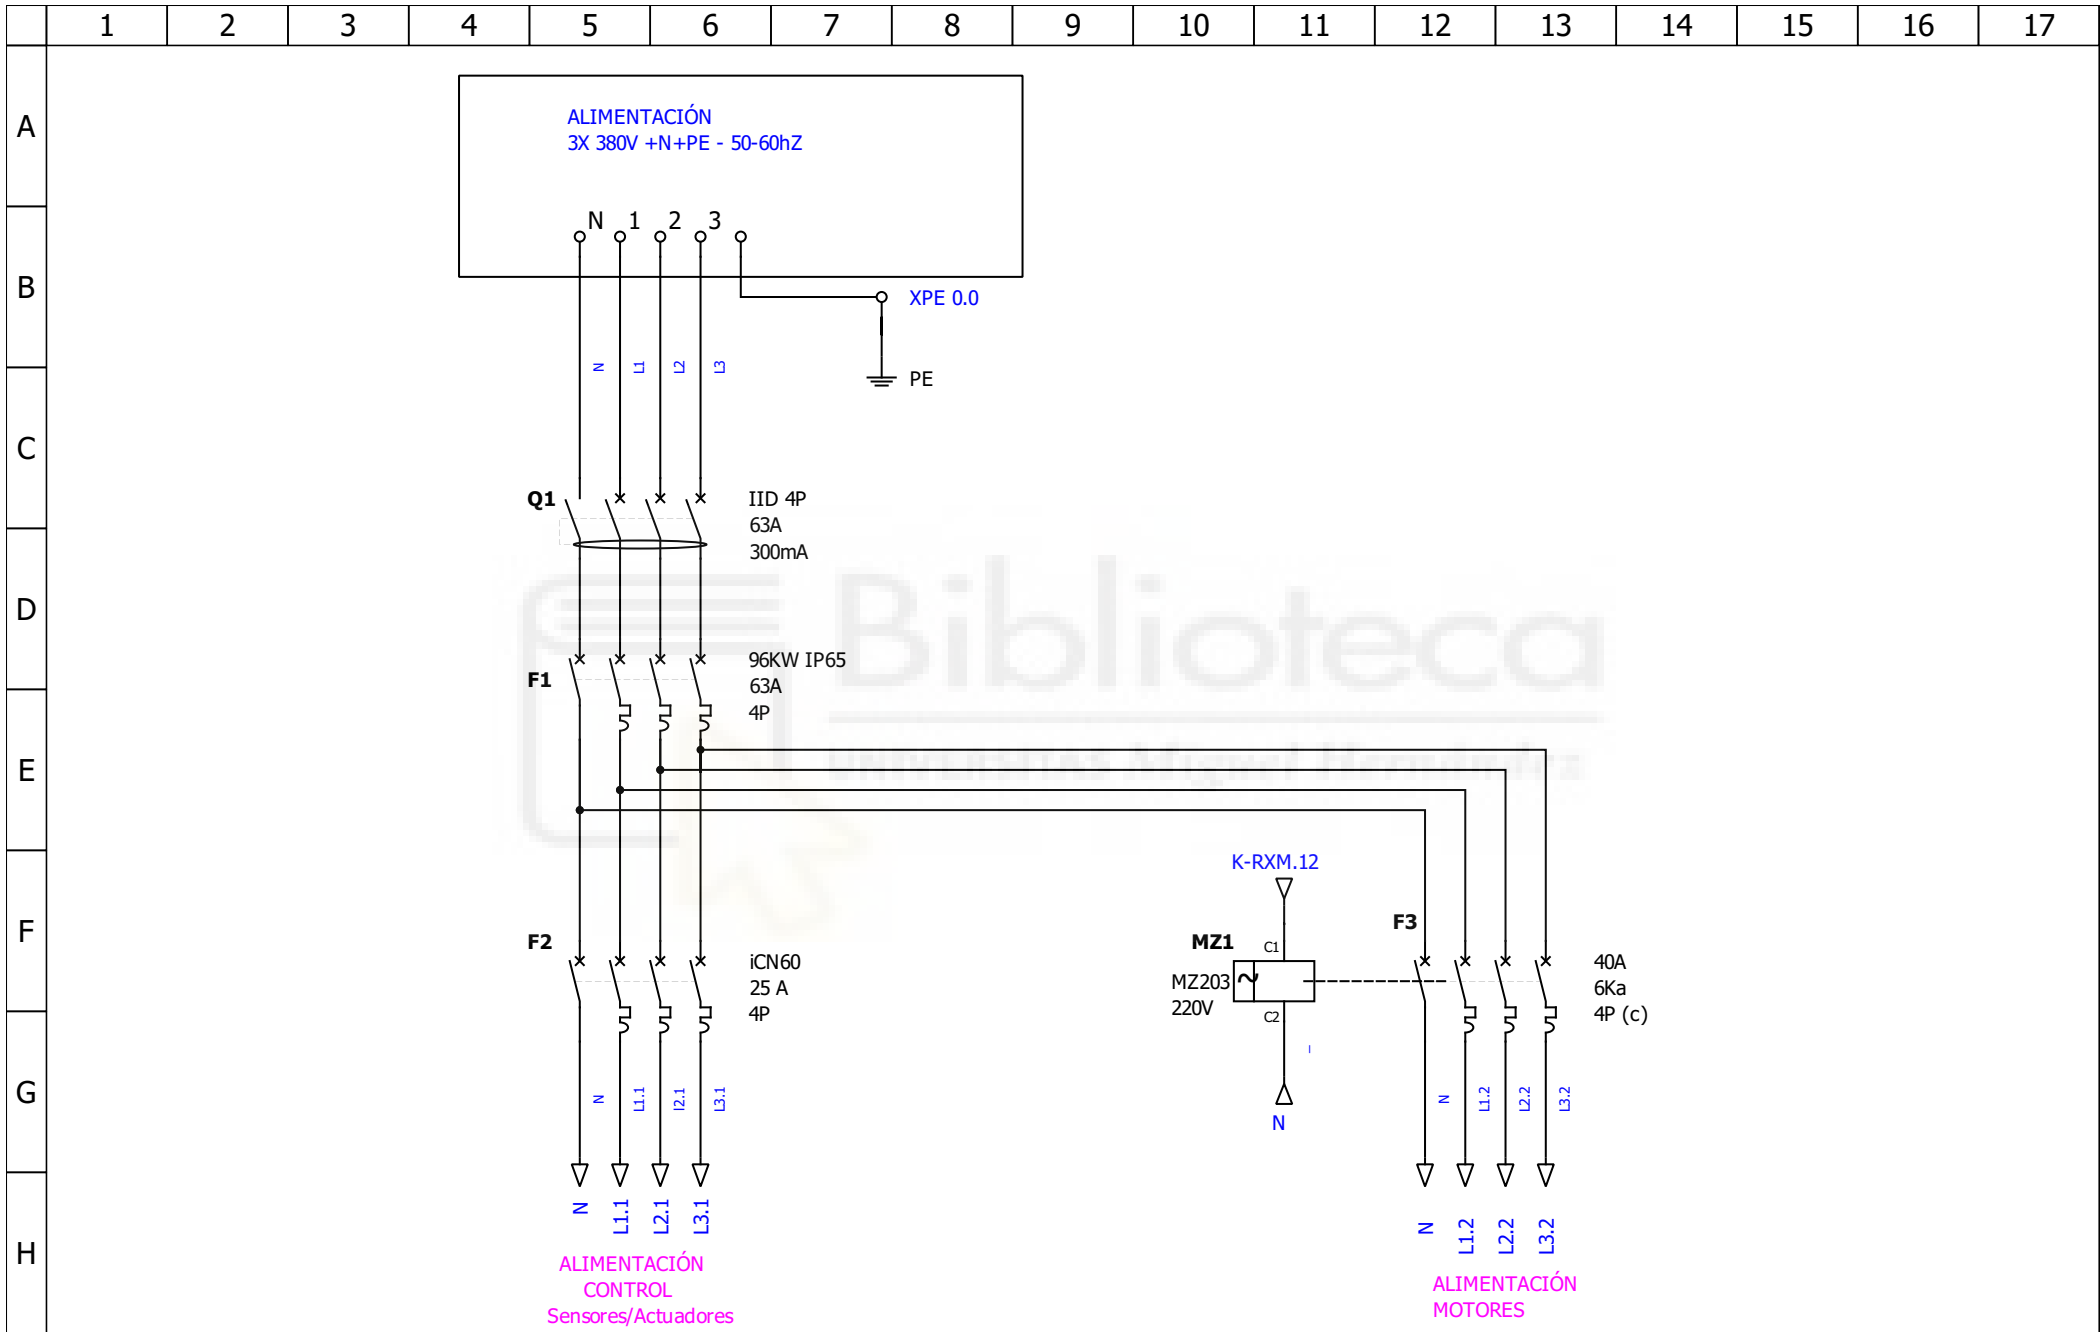 1 2 3 4 5 6 7 8 9 10 11 12 13 14 15 16 17
A
ALIMENTACIÓN
3X 380V +N+PE - 50-60hZ
N 1 2 3
B
XPE 0.0
N L1 L2 L3
PE
C
Q1
IID 4P
63A
300mA
D
Biblioteca
F1
96KW IP65
63A
4P
E
UNIVERSITAS Miguel Hernández
K-RXM.12
F
F2
iCN60
25 A
4P
MZ1
C1
MZ203
220V
C2
F3
40A
6Ka
4P (c)
G
N L1.1 l2.1 L3.1
N
N L1.2 L2.2 L3.2
H
N L1.1 L2.1 L3.1
N L1.2 L2.2 L3.2
ALIMENTACIÓN
CONTROL
Sensores/Actuadores
ALIMENTACIÓN
MOTORES